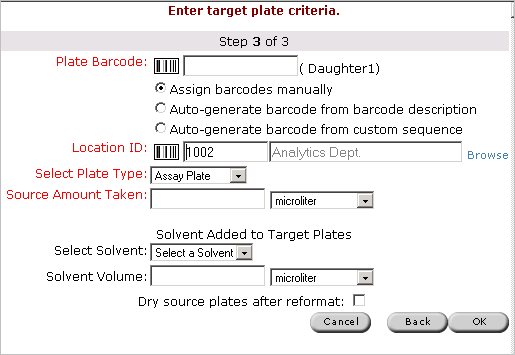 Enter target plate criteria.
Step 3 of 3
Plate Barcode: ( Daughter1)
Assign barcodes manually
Auto-generate barcode from barcode description
Auto-generate barcode from custom sequence
Location ID: 1002 Analytics Dept. Browse
Select Plate Type: Assay Plate
Source Amount Taken: microliter
Solvent Added to Target Plates
Select Solvent: Select a Solvent
Solvent Volume: microliter
Dry source plates after reformat:
Cancel Back OK